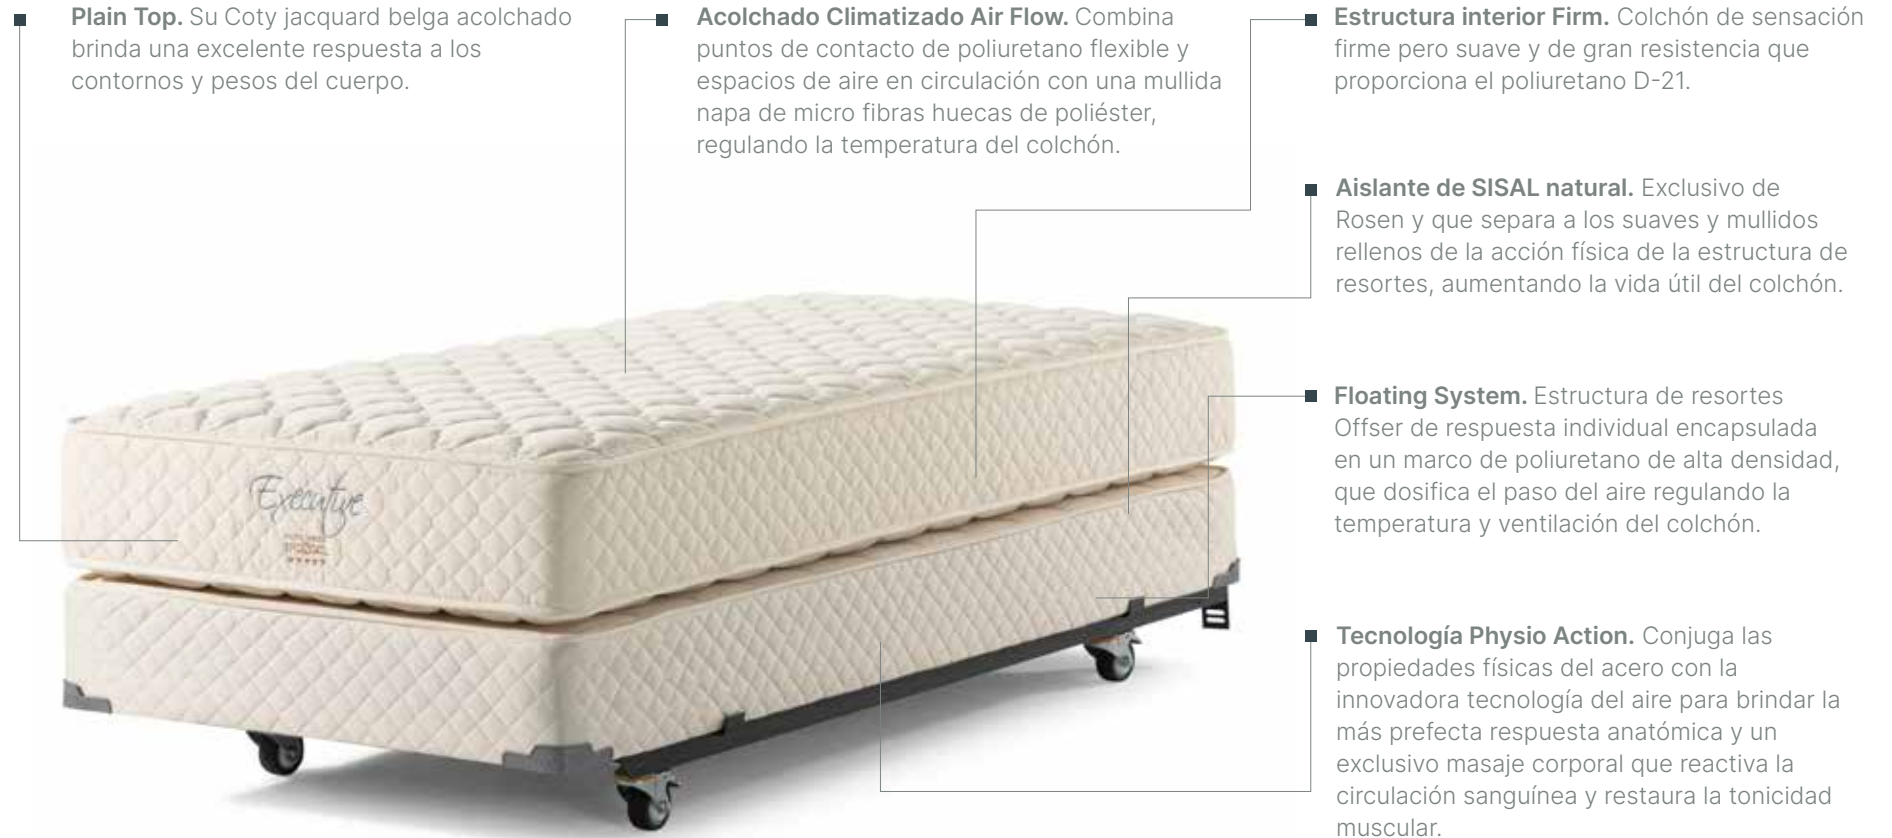 Plain Top. Su Coty jacquard belga acolchado
brinda una excelente respuesta a los
contornos y pesos del cuerpo.
Acolchado Climatizado Air Flow. Combina
puntos de contacto de poliuretano flexible y
espacios de aire en circulación con una mullida
napa de micro fibras huecas de poliéster,
regulando la temperatura del colchón.
Estructura interior Firm. Colchón de sensación
firme pero suave y de gran resistencia que
proporciona el poliuretano D-21.
Aislante de SISAL natural. Exclusivo de
Rosen y que separa a los suaves y mullidos
rellenos de la acción física de la estructura de
resortes, aumentando la vida útil del colchón.
Floating System. Estructura de resortes
Offser de respuesta individual encapsulada
en un marco de poliuretano de alta densidad,
que dosifica el paso del aire regulando la
temperatura y ventilación del colchón.
Tecnología Physio Action. Conjuga las
propiedades físicas del acero con la
innovadora tecnología del aire para brindar la
más prefecta respuesta anatómica y un
exclusivo masaje corporal que reactiva la
circulación sanguínea y restaura la tonicidad
muscular.
Executive